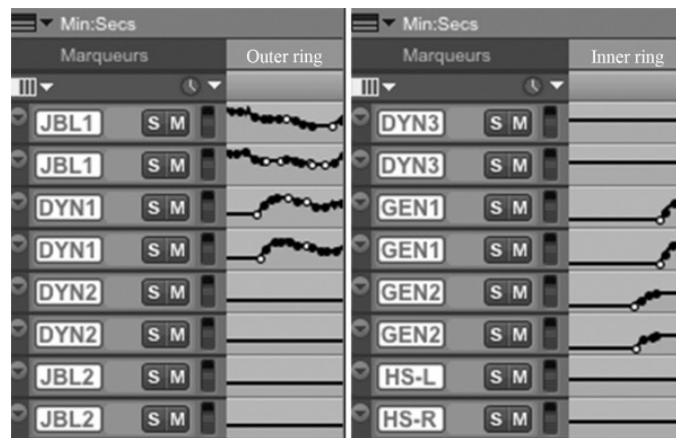 Min:Secs
Marqueurs Outer ring
JBL1 S M
JBL1 S M
DYN1 S M
DYN1 S M
DYN2 S M
DYN2 S M
JBL2 S M
JBL2 S M
Min:Secs
Marqueurs Inner ring
DYN3 S M
DYN3 S M
GEN1 S M
GEN1 S M
GEN2 S M
GEN2 S M
HS-L S M
HS-R S M